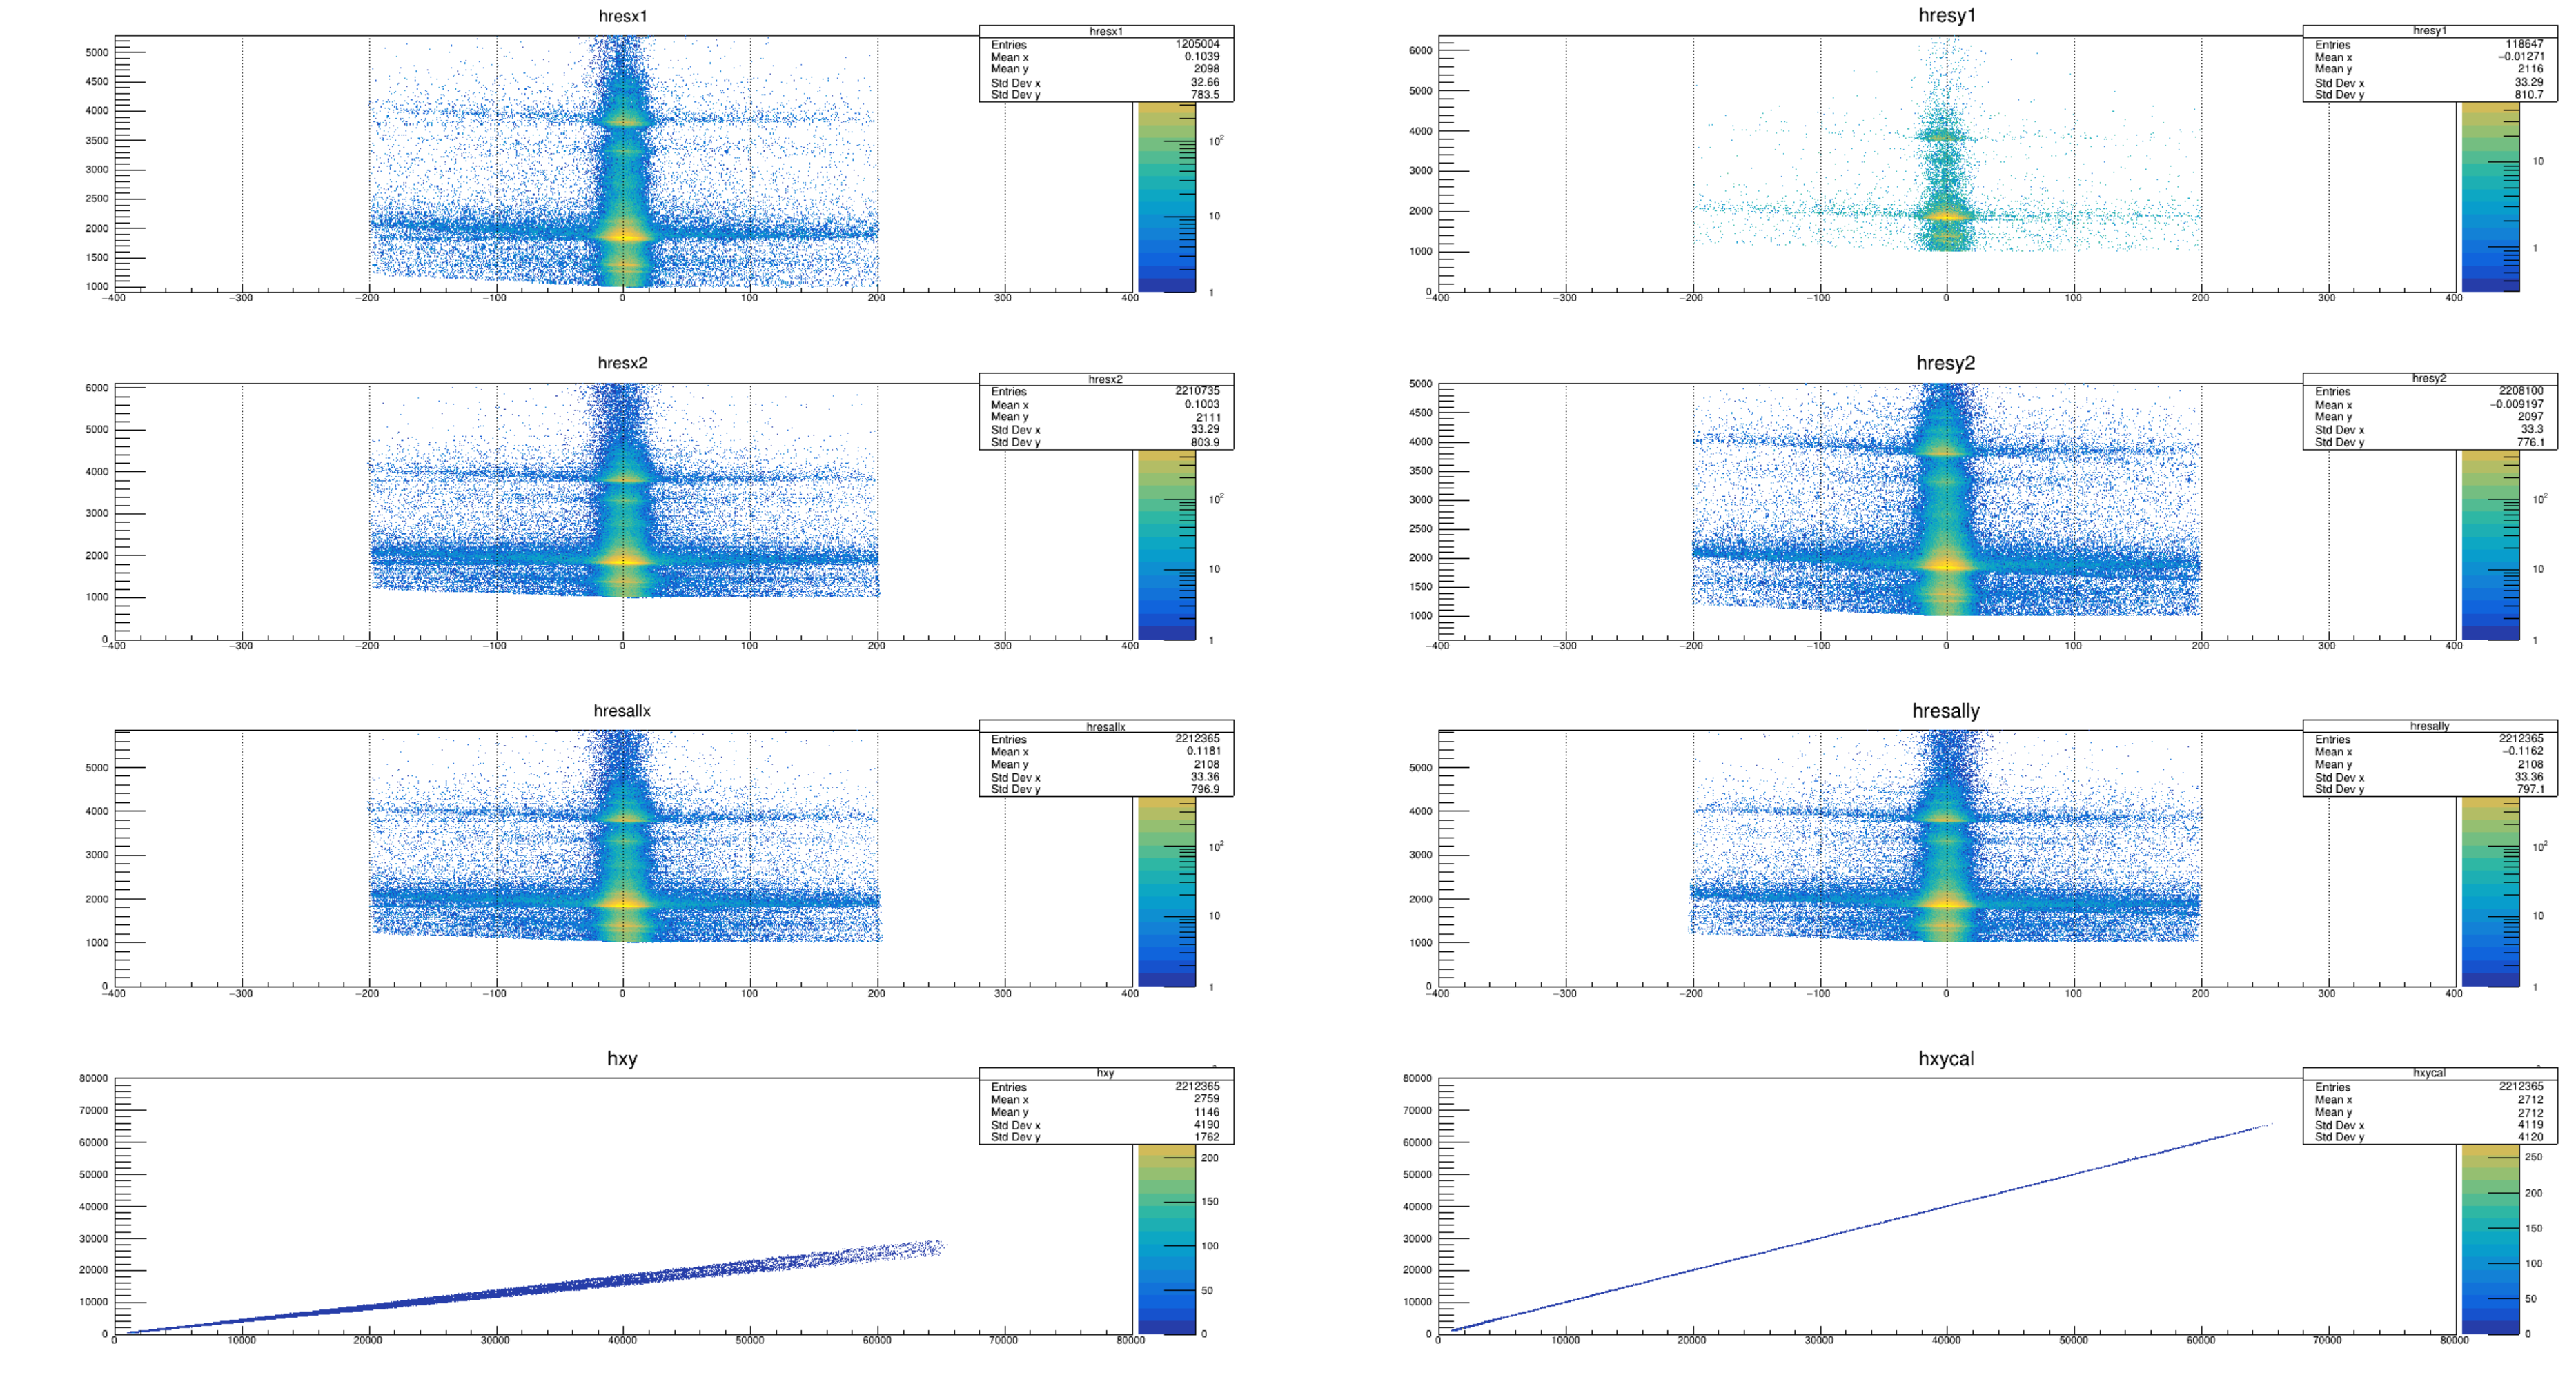 hresx1
hresx1
Entries 1205004
Mean x 0.1039
Mean y 2098
Std Dev x 32.66
Std Dev y 783.5
5000
4500
4000
3500
3000
2500
2000
1500
1000
−400 −300 −200 −100 0 100 200 300 400
10²
10
1
hresy1
hresy1
Entries 118647
Mean x −0.01271
Mean y 2116
Std Dev x 33.29
Std Dev y 810.7
6000
5000
4000
3000
2000
1000
0
−400 −300 −200 −100 0 100 200 300 400
10
1
hresx2
hresx2
Entries 2210735
Mean x 0.1003
Mean y 2111
Std Dev x 33.29
Std Dev y 803.9
6000
5000
4000
3000
2000
1000
0
−400 −300 −200 −100 0 100 200 300 400
10²
10
1
hresy2
hresy2
Entries 2208100
Mean x −0.009197
Mean y 2097
Std Dev x 33.3
Std Dev y 776.1
5000
4500
4000
3500
3000
2500
2000
1500
1000
−400 −300 −200 −100 0 100 200 300 400
10²
10
1
hresallx
hresallx
Entries 2212365
Mean x 0.1181
Mean y 2108
Std Dev x 33.36
Std Dev y 796.9
5000
4000
3000
2000
1000
0
−400 −300 −200 −100 0 100 200 300 400
10²
10
1
hresally
hresally
Entries 2212365
Mean x −0.1162
Mean y 2108
Std Dev x 33.36
Std Dev y 797.1
5000
4000
3000
2000
1000
0
−400 −300 −200 −100 0 100 200 300 400
10²
10
1
hxy
hxy
Entries 2212365
Mean x 2759
Mean y 1146
Std Dev x 4190
Std Dev y 1762
80000
70000
60000
50000
40000
30000
20000
10000
0
0 10000 20000 30000 40000 50000 60000 70000 80000
200
150
100
50
0
hxycal
hxycal
Entries 2212365
Mean x 2712
Mean y 2712
Std Dev x 4119
Std Dev y 4120
80000
70000
60000
50000
40000
30000
20000
10000
0
0 10000 20000 30000 40000 50000 60000 70000 80000
250
200
150
100
50
0